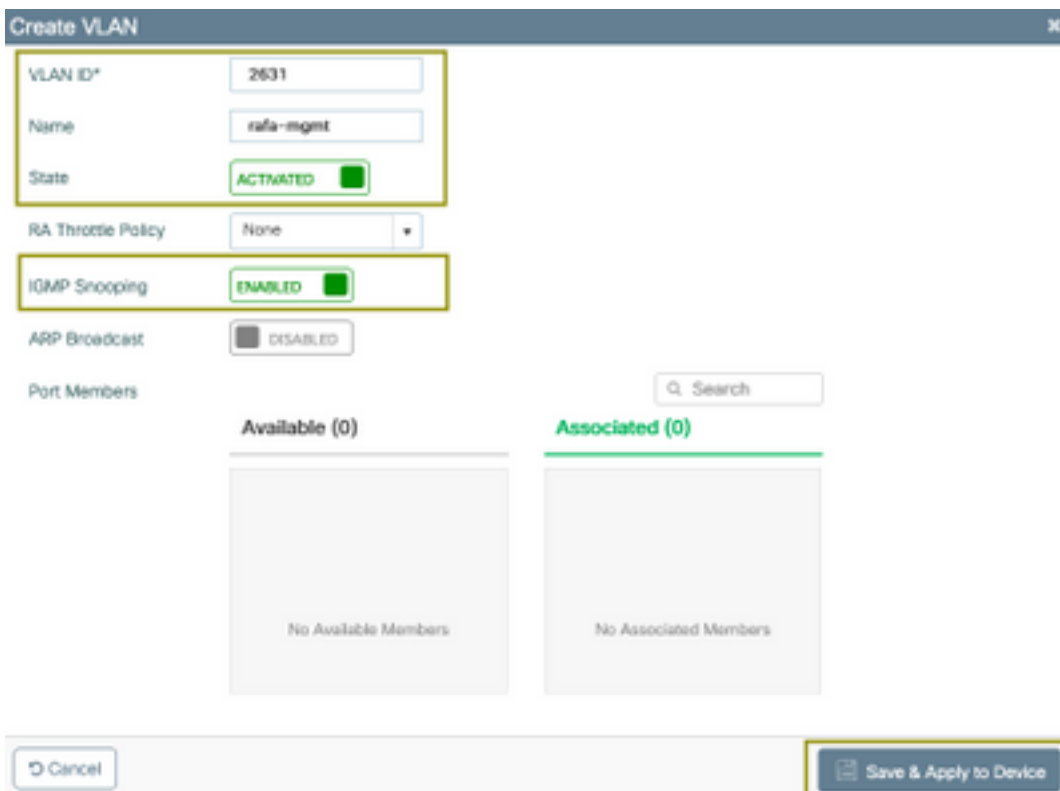 Create VLAN
VLAN ID* 2631
Name rafa-mgmt
State ACTIVATED
RA Throttle Policy None
IGMP Snooping ENABLED
ARP Broadcast DISABLED
Port Members Search
Available (0) Associated (0)
No Available Members No Associated Members
Cancel Save & Apply to Device